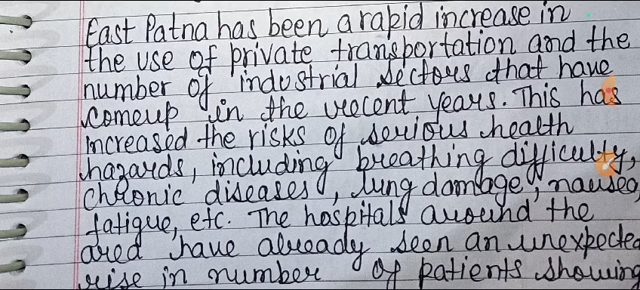 East Patna has been a rapid increase in
the use of private transportation and the
number of industrial sectors that have
comeup in the recent years. This has
increased the risks of serious health
hazards, including breathing difficulty,
chronic diseases, lung damage, nausea,
fatigue, etc. The hospitals around the
area have already seen an unexpected
rise in number of patients showing